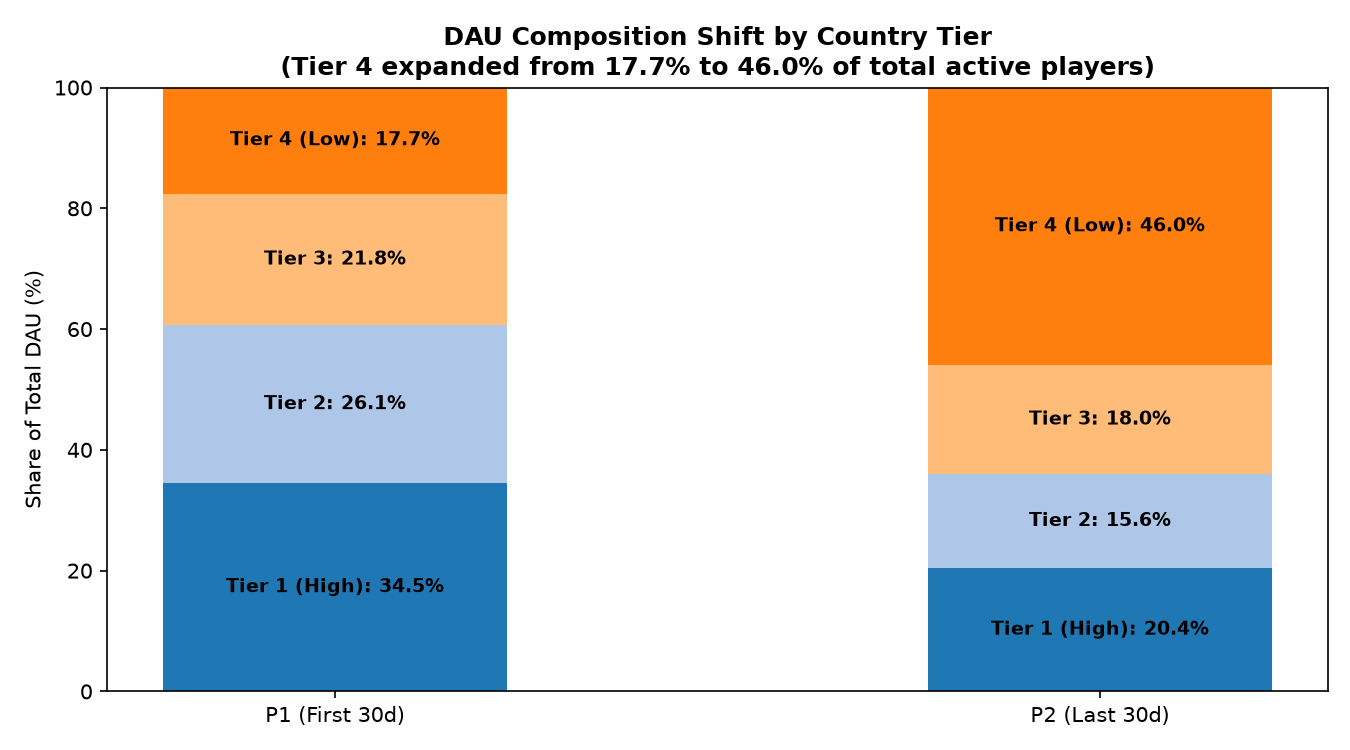 DAU Composition Shift by Country Tier
(Tier 4 expanded from 17.7% to 46.0% of total active players)
Share of Total DAU (%)
100
80
60
40
20
0
Tier 4 (Low): 17.7%
Tier 3: 21.8%
Tier 2: 26.1%
Tier 1 (High): 34.5%
Tier 4 (Low): 46.0%
Tier 3: 18.0%
Tier 2: 15.6%
Tier 1 (High): 20.4%
P1 (First 30d)
P2 (Last 30d)